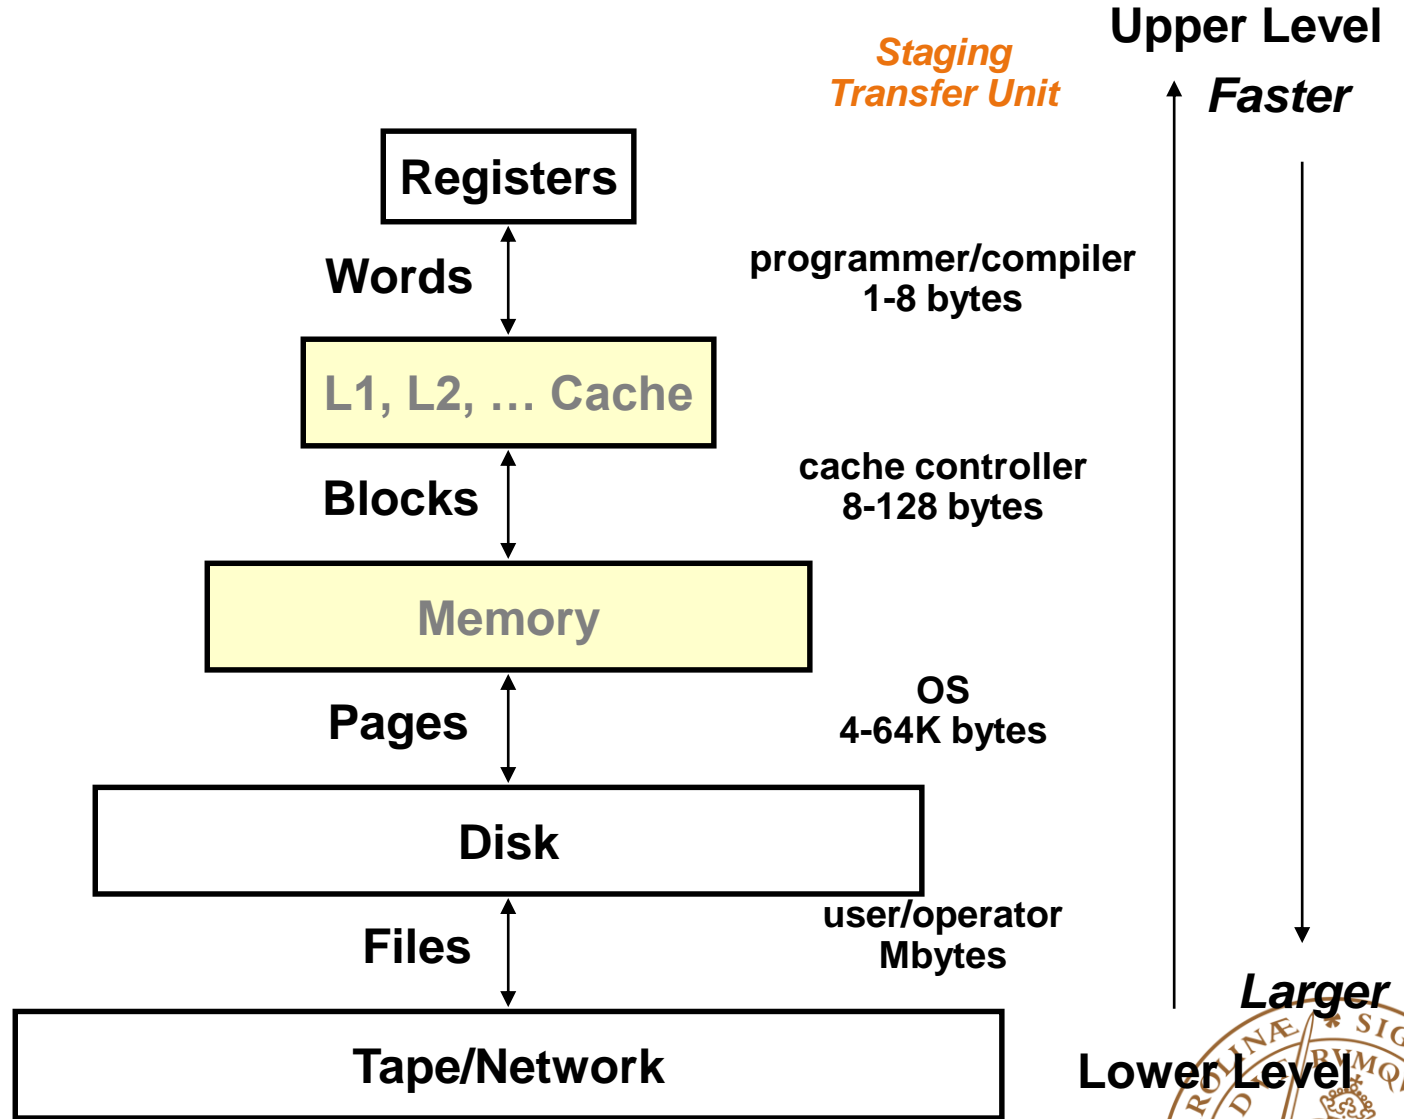 Upper Level
Staging
Transfer Unit
Faster
Registers
Words
programmer/compiler
1-8 bytes
L1, L2, … Cache
Blocks
cache controller
8-128 bytes
Memory
Pages
OS
4-64K bytes
Disk
Files
user/operator
Mbytes
Larger
Tape/Network
Lower Level